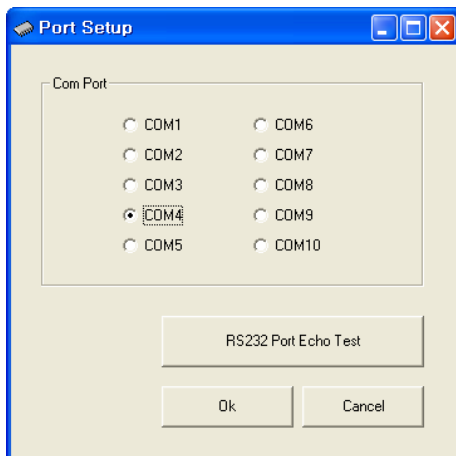 Port Setup
Com Port
COM1
COM2
COM3
COM4
COM5
COM6
COM7
COM8
COM9
COM10
RS232 Port Echo Test
Ok
Cancel